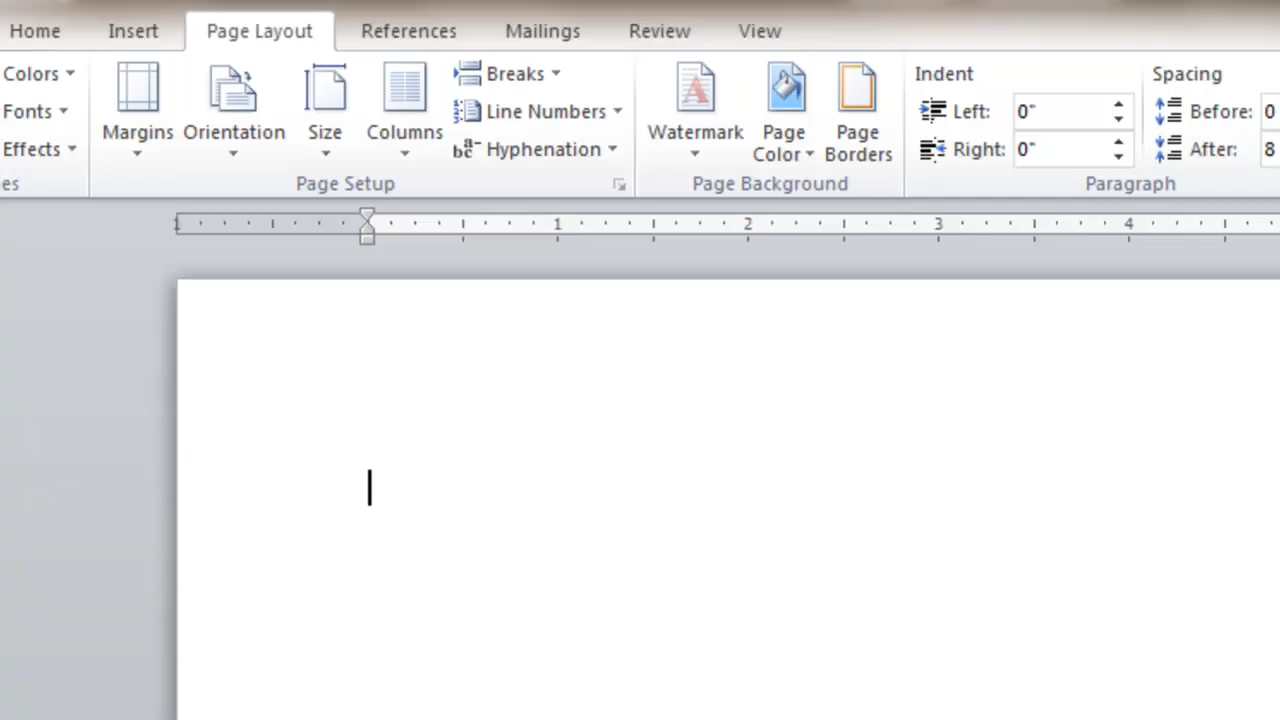 Home Insert Page Layout References Mailings Review View
Colors Breaks Indent Spacing
Fonts Line Numbers Left: 0" Before: 0
Margins Orientation Size Columns Watermark Page Color Page Borders
Effects Hyphenation Right: 0" After: 8
es Page Setup Page Background Paragraph
1 1 2 3 4